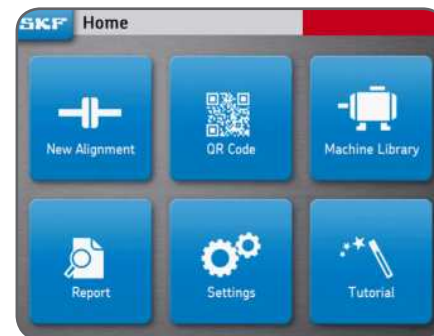 SKF Home
New Alignment QR Code Machine Library
Report Settings Tutorial